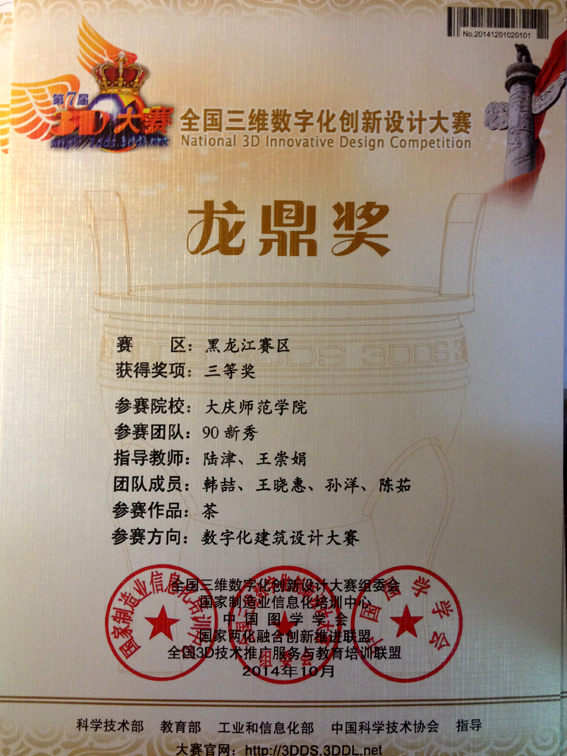 No.20141201020101
第7届
3D大赛
全国三维数字化创新设计大赛
National 3D Innovative Design Competition
龙鼎奖
赛 区：黑龙江赛区
获得奖项：三等奖
参赛院校：大庆师范学院
参赛团队：90新秀
指导教师：陆津、王崇娟
团队成员：韩喆、王晓惠、孙洋、陈茹
参赛作品：茶
参赛方向：数字化建筑设计大赛
全国三维数字化创新设计大赛组委会
国家制造业信息化培训中心
中国图学学会
国家两化融合创新推进联盟
全国3D技术推广服务与教育培训联盟
2014年10月
科学技术部 教育部 工业和信息化部 中国科学技术协会 指导
大赛官网：http://3DDS.3DDL.net